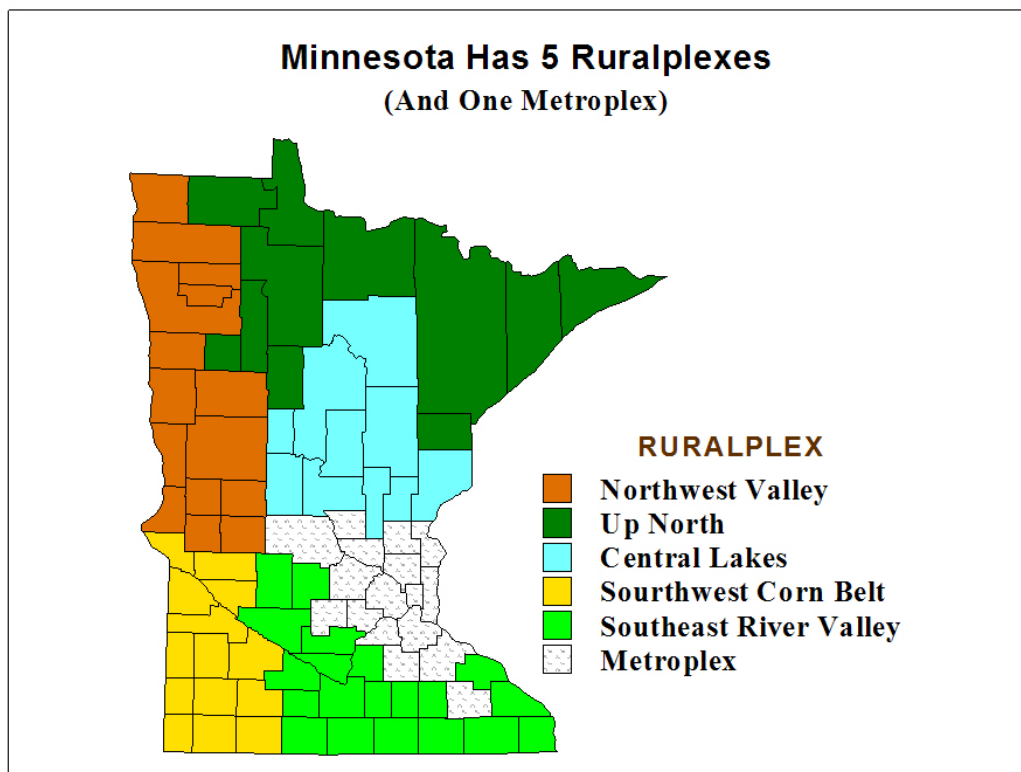 Minnesota Has 5 Ruralplexes
(And One Metroplex)
RURALPLEX
Northwest Valley
Up North
Central Lakes
Sourthwest Corn Belt
Southeast River Valley
Metroplex